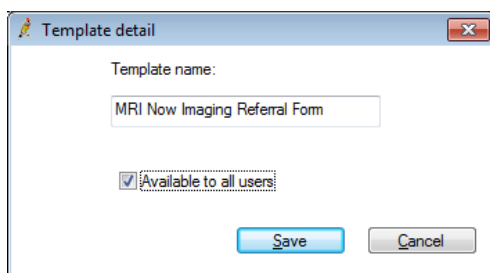 Template detail
Template name:
MRI Now Imaging Referral Form
Available to all users
Save
Cancel